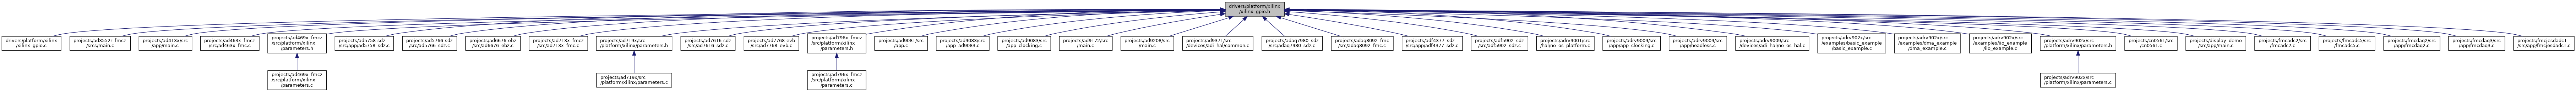 drivers/platform/xilinx
/xilinx_gpio.h
drivers/platform/xilinx
/xilinx_gpio.c
projects/ad3552r_fmcz
/srcs/main.c
projects/ad413x/src
/app/main.c
projects/ad463x_fmcz
/src/ad463x_fmc.c
projects/ad469x_fmcz
/src/platform/xilinx
/parameters.h
projects/ad5758-sdz
/src/app/ad5758_sdz.c
projects/ad5766-sdz
/src/ad5766_sdz.c
projects/ad6676-ebz
/src/ad6676_ebz.c
projects/ad713x_fmcz
/src/ad713x_fmc.c
projects/ad719x/src
/platform/xilinx/parameters.h
projects/ad7616-sdz
/src/ad7616_sdz.c
projects/ad7768-evb
/src/ad7768_evb.c
projects/ad796x_fmcz
/src/platform/xilinx
/parameters.h
projects/ad9081/src
/app.c
projects/ad9083/src
/app_ad9083.c
projects/ad9083/src
/app_clocking.c
projects/ad9172/src
/main.c
projects/ad9208/src
/main.c
projects/ad9371/src
/devices/adi_hal/common.c
projects/adaq7980_sdz
/src/adaq7980_sdz.c
projects/adaq8092_fmc
/src/adaq8092_fmc.c
projects/adf4377_sdz
/src/app/adf4377_sdz.c
projects/adf5902_sdz
/src/adf5902_sdz.c
projects/adrv9001/src
/hal/no_os_platform.c
projects/adrv9009/src
/app/app_clocking.c
projects/adrv9009/src
/app/headless.c
projects/adrv9009/src
/devices/adi_hal/no_os_hal.c
projects/adrv902x/src
/examples/basic_example
/basic_example.c
projects/adrv902x/src
/examples/dma_example
/dma_example.c
projects/adrv902x/src
/examples/iio_example
/iio_example.c
projects/adrv902x/src
/platform/xilinx/parameters.h
projects/cn0561/src
/cn0561.c
projects/display_demo
/src/app/main.c
projects/fmcadc2/src
/fmcadc2.c
projects/fmcadc5/src
/fmcadc5.c
projects/fmcdaq2/src
/app/fmcdaq2.c
projects/fmcdaq3/src
/app/fmcdaq3.c
projects/fmcjesdadc1
/src/app/fmcjesdadc1.c
projects/ad469x_fmcz
/src/platform/xilinx
/parameters.c
projects/ad719x/src
/platform/xilinx/parameters.c
projects/ad796x_fmcz
/src/platform/xilinx
/parameters.c
projects/adrv902x/src
/platform/xilinx/parameters.c